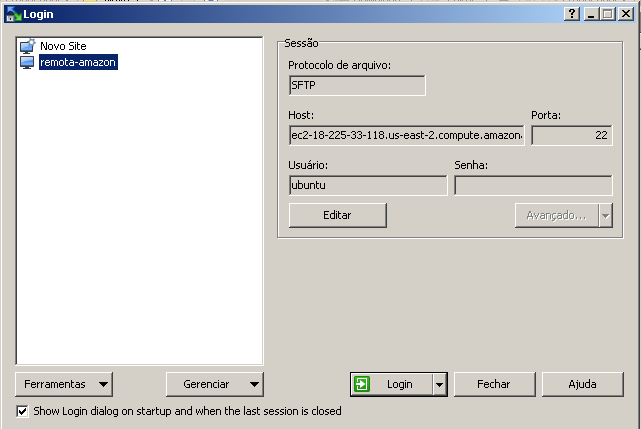 Login
Novo Site
remota-amazon
Sessão
Protocolo de arquivo:
SFTP
Host: Porta:
ec2-18-225-33-118.us-east-2.compute.amazon 22
Usuário: Senha:
ubuntu
Editar Avançado...
Ferramentas Gerenciar Login Fechar Ajuda
Show Login dialog on startup and when the last session is closed